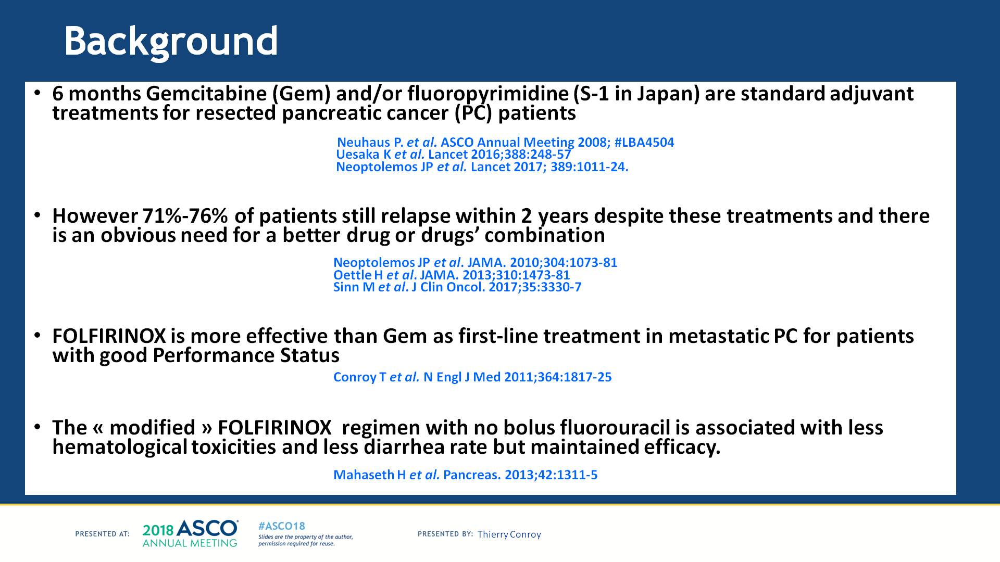 Background
• 6 months Gemcitabine (Gem) and/or fluoropyrimidine (S-1 in Japan) are standard adjuvant
treatments for resected pancreatic cancer (PC) patients
Neuhaus P. et al. ASCO Annual Meeting 2008; #LBA4504
Uesaka K et al. Lancet 2016;388:248-57
Neoptolemos JP et al. Lancet 2017; 389:1011-24.
• However 71%-76% of patients still relapse within 2 years despite these treatments and there
is an obvious need for a better drug or drugs’ combination
Neoptolemos JP et al. JAMA. 2010;304:1073-81
Oettle H et al. JAMA. 2013;310:1473-81
Sinn M et al. J Clin Oncol. 2017;35:3330-7
• FOLFIRINOX is more effective than Gem as first-line treatment in metastatic PC for patients
with good Performance Status
Conroy T et al. N Engl J Med 2011;364:1817-25
• The « modified » FOLFIRINOX regimen with no bolus fluorouracil is associated with less
hematological toxicities and less diarrhea rate but maintained efficacy.
Mahaseth H et al. Pancreas. 2013;42:1311-5
PRESENTED AT:
2018 ASCO®
ANNUAL MEETING
#ASCO18
Slides are the property of the author,
permission required for reuse.
PRESENTED BY: Thierry Conroy